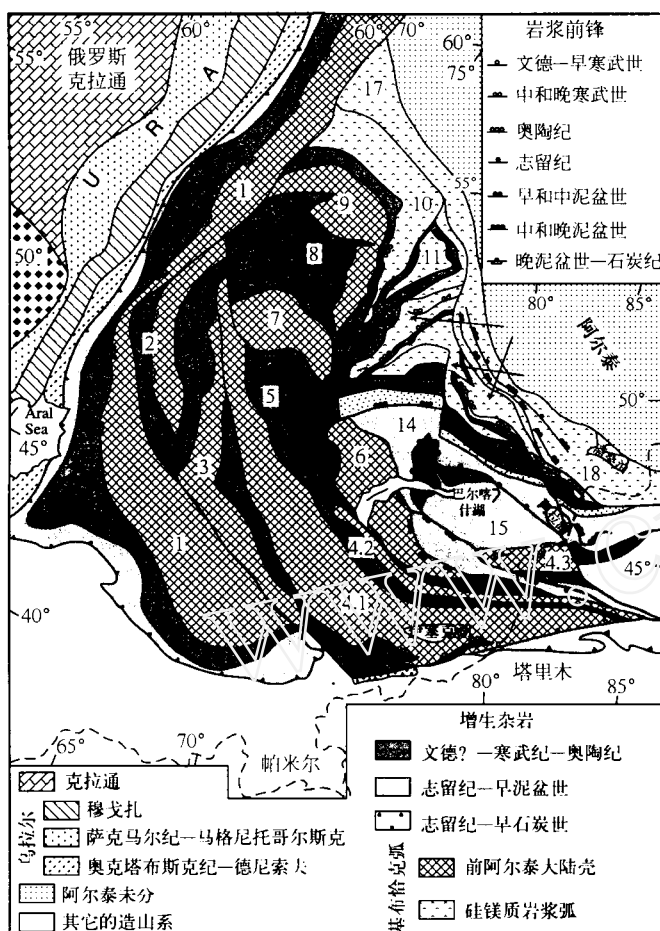 岩浆前锋
文德—早寒武世
中和晚寒武世
奥陶纪
志留纪
早和中泥盆世
中和晚泥盆世
晚泥盆世—石炭纪
55°
60°
60°
70°
60°
75°
55°
俄罗斯
克拉通
U R A
17
1
9
10
55°
8
11
50°
80°
85°
2
7
阿尔泰
5
50°
Aral
Sea
45°
14
3
6
18
巴尔喀
什湖
15
1
4.2
4.3
45°
4.1
40°
塔里木
80°
85°
65°
70°
帕米尔
增生杂岩
文德?—寒武纪—奥陶纪
志留纪—早泥盆世
志留纪—早石炭世
基布恰克弧
前阿尔泰大陆壳
硅镁质岩浆弧
克拉通
乌拉尔
穆戈扎
萨克马尔纪—马格尼托哥尔斯克
奥克塔布斯克纪—德尼索夫
阿尔泰未分
其它的造山系